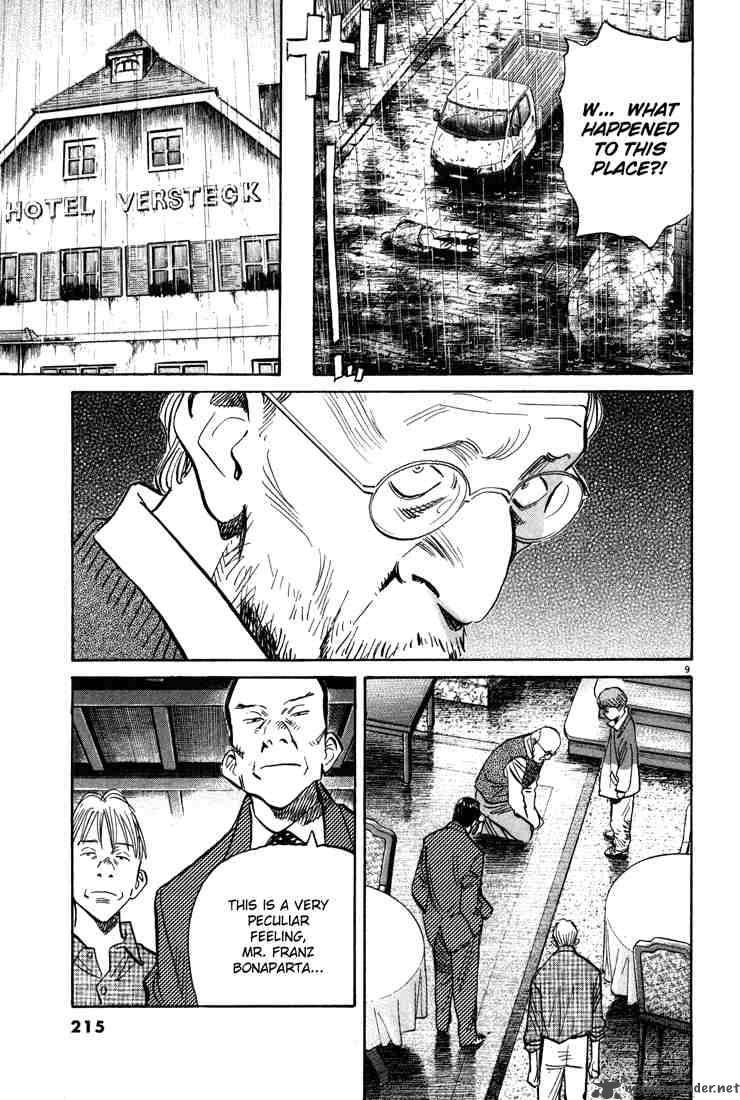 HOTEL VERSTECK
W... WHAT
HAPPENED
TO THIS
PLACE?!
9
THIS IS A VERY
PECULIAR
FEELING,
MR. FRANZ
BONAPARTA...
215